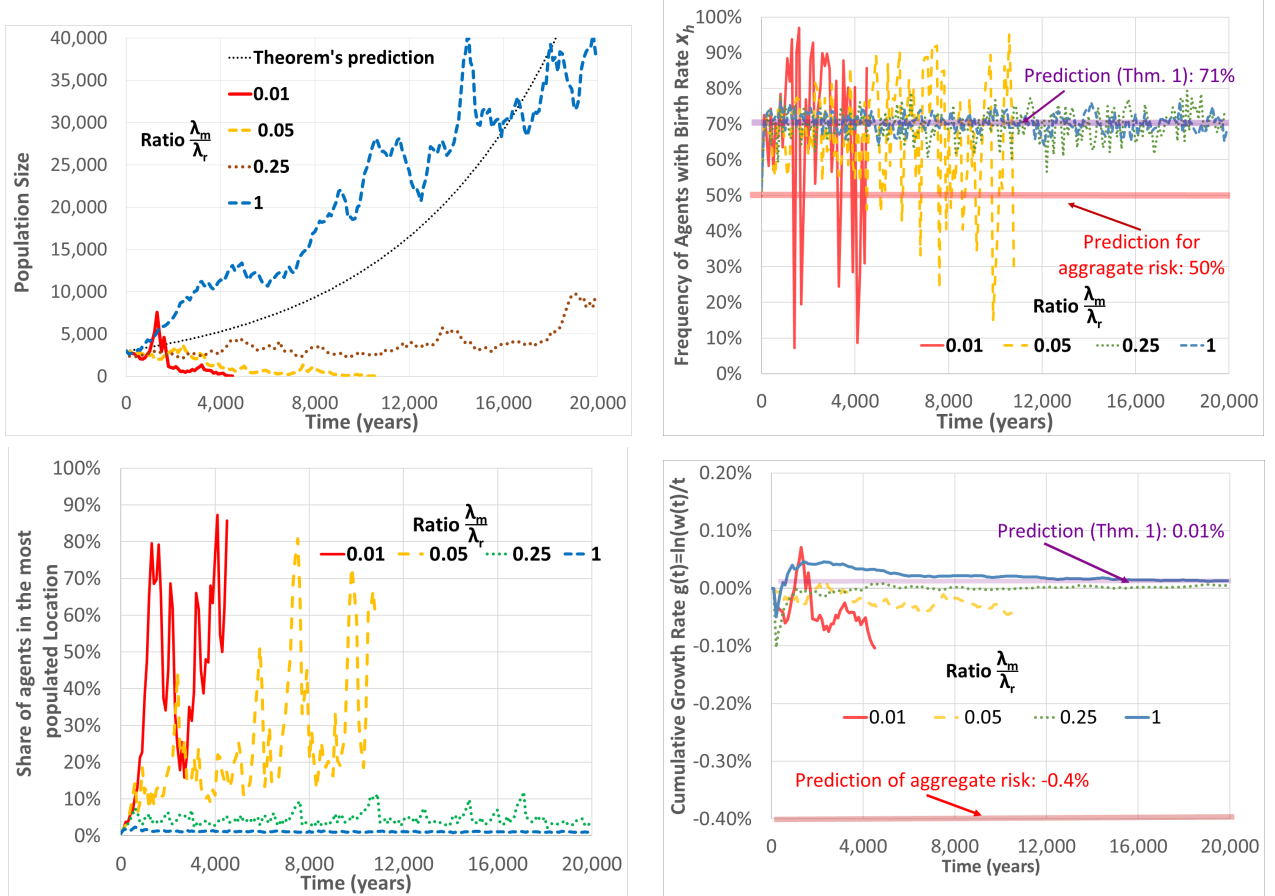 40,000
35,000
30,000
25,000
20,000
15,000
10,000
5,000
0
Population Size
Theorem's prediction
Ratio λm/λr
0.01
0.05
0.25
1
0 4,000 8,000 12,000 16,000 20,000
Time (years)
100%
90%
80%
70%
60%
50%
40%
30%
20%
10%
0%
Frequency of Agents with Birth Rate Xh
Prediction (Thm. 1): 71%
Prediction for
aggragate risk: 50%
Ratio λm/λr
0.01 0.05 0.25 1
0 4,000 8,000 12,000 16,000 20,000
Time (years)
100%
90%
80%
70%
60%
50%
40%
30%
20%
10%
0%
Share of agents in the most
populated Location
Ratio λm/λr
0.01 0.05 0.25 1
0 4,000 8,000 12,000 16,000 20,000
Time (years)
0.20%
0.10%
0.00%
-0.10%
-0.20%
-0.30%
-0.40%
Cumulative Growth Rate g(t)=ln(w(t)/t
Prediction (Thm. 1): 0.01%
Ratio λm/λr
0.01 0.05 0.25 1
Prediction of aggregate risk: -0.4%
0 4,000 8,000 12,000 16,000 20,000
Time (years)